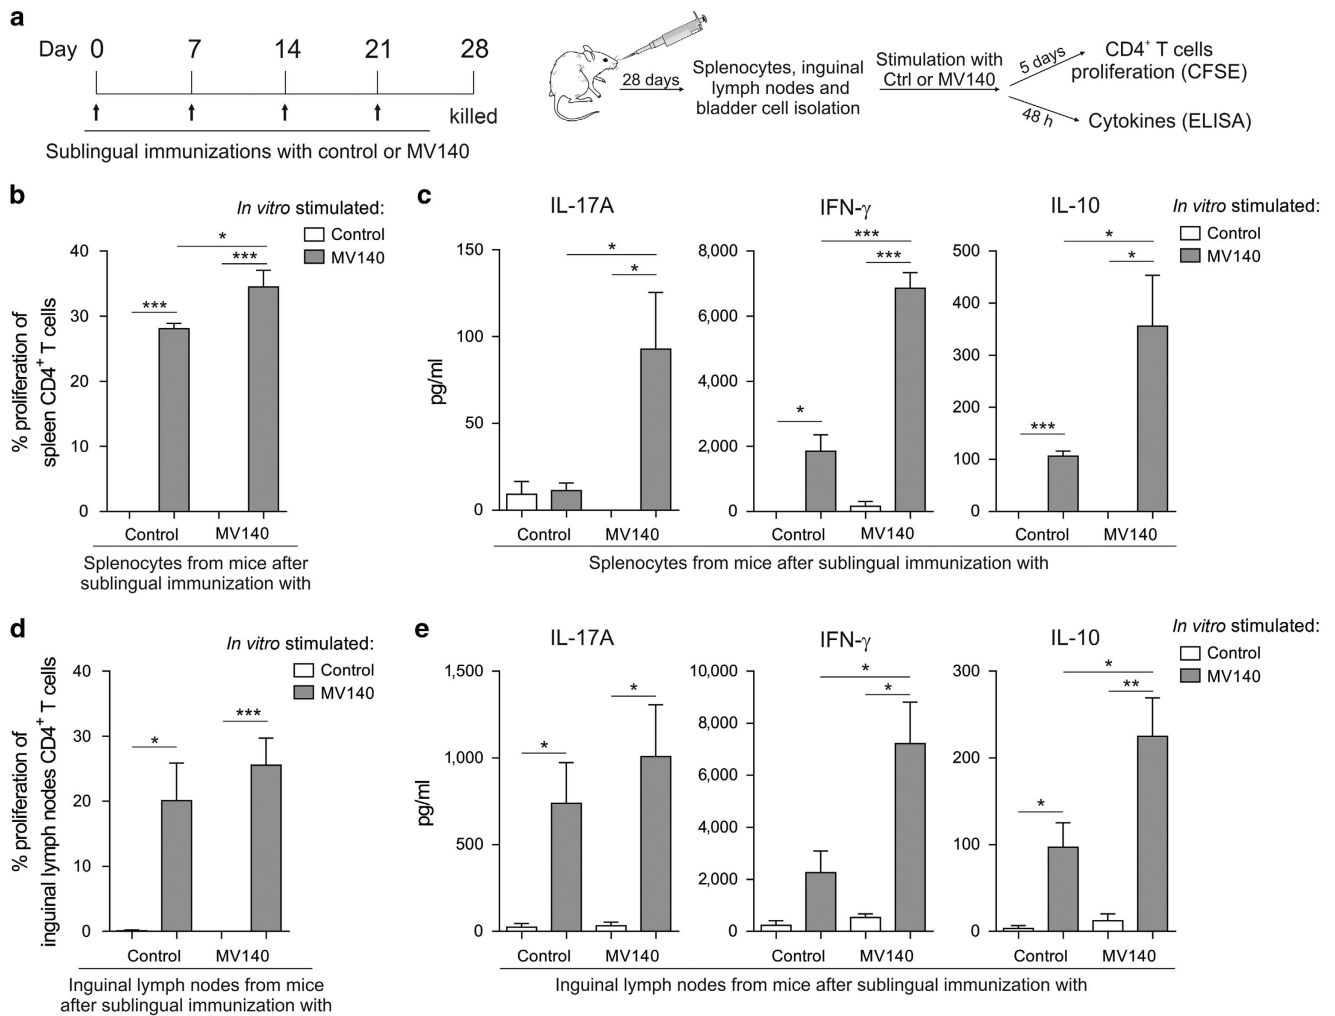 a
Day 0 7 14 21 28
killed
Sublingual immunizations with control or MV140
28 days
Splenocytes, inguinal
lymph nodes and
bladder cell isolation
Stimulation with
Ctrl or MV140
5 days
CD4+ T cells
proliferation (CFSE)
48 h
Cytokines (ELISA)
b
In vitro stimulated:
Control
MV140
% proliferation of
spleen CD4+ T cells
40
30
20
10
0
***
***
*
Control MV140
Splenocytes from mice after
sublingual immunization with
c
In vitro stimulated:
Control
MV140
pg/ml
IL-17A
150
100
50
0
*
*
Control MV140
IFN-γ
8,000
6,000
4,000
2,000
0
*
***
***
Control MV140
IL-10
500
400
300
200
100
0
***
*
*
Control MV140
Splenocytes from mice after sublingual immunization with
d
In vitro stimulated:
Control
MV140
% proliferation of
inguinal lymph nodes CD4+ T cells
40
30
20
10
0
*
***
Control MV140
Inguinal lymph nodes from mice
after sublingual immunization with
e
In vitro stimulated:
Control
MV140
pg/ml
IL-17A
1,500
1,000
500
0
*
*
Control MV140
IFN-γ
10,000
8,000
6,000
4,000
2,000
0
*
*
Control MV140
IL-10
300
200
100
0
*
**
*
Control MV140
Inguinal lymph nodes from mice after sublingual immunization with